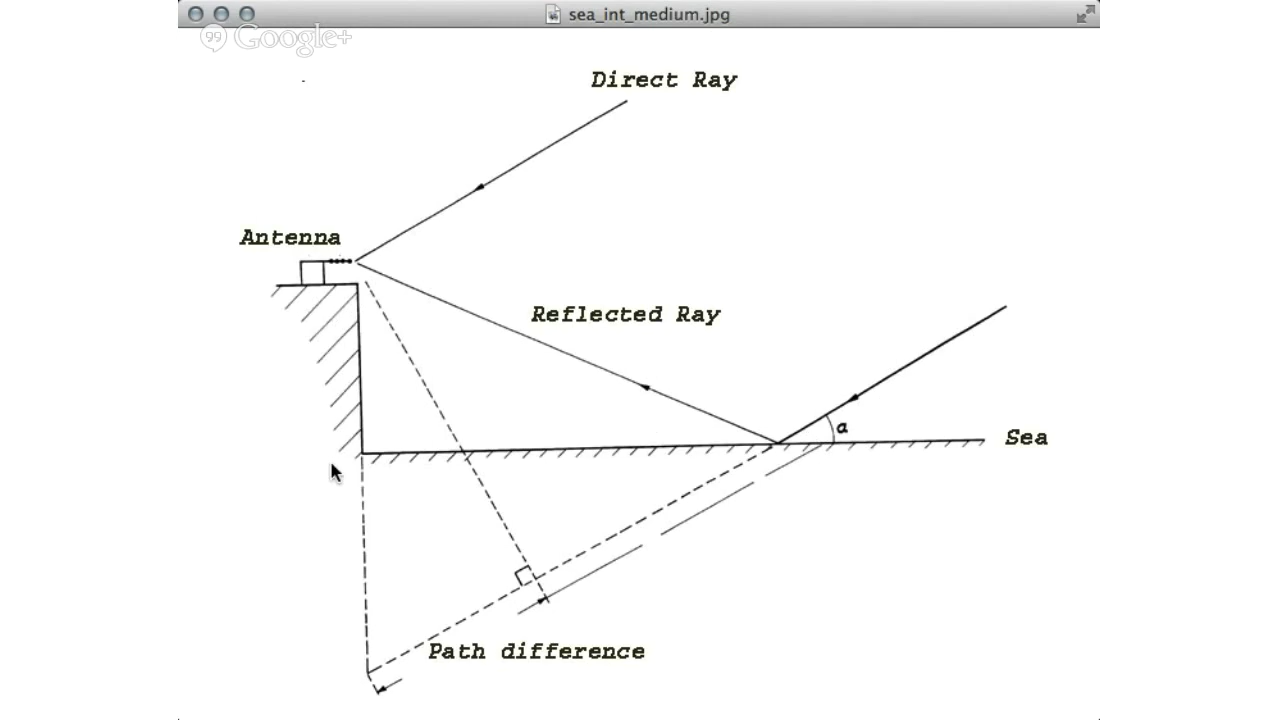 sea_int_medium.jpg
Google+
Direct Ray
Antenna
Reflected Ray
a
Sea
Path difference